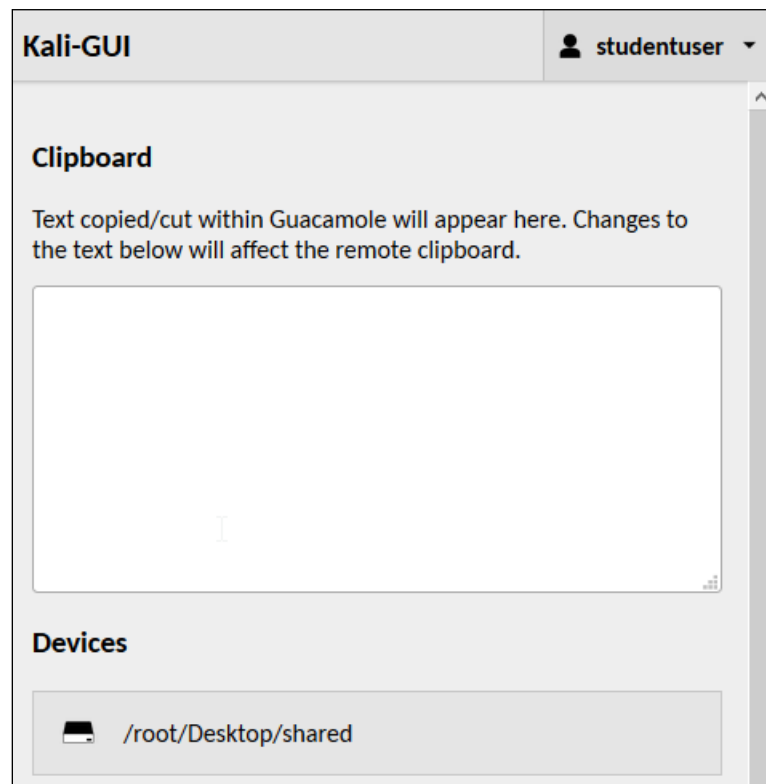 Kali-GUI
studentuser
Clipboard
Text copied/cut within Guacamole will appear here. Changes to
the text below will affect the remote clipboard.
Devices
/root/Desktop/shared